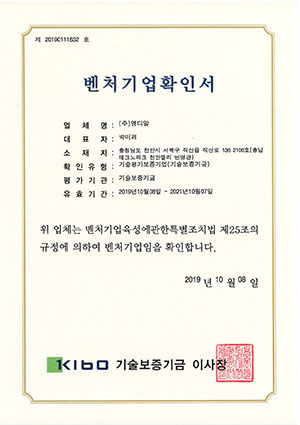 제 20190111632 호
벤처기업확인서
업 체 명 : (주)엠디알
대 표 자 : 박미려
소 재 지 : 충청남도 천안시 서북구 직산읍 직산로 136 2106호(충남
테크노파크 천안밸리 빈영관)
확 인 유 형 : 기술평가보증기업(기술보증기금)
평 가 기 관 : 기술보증기금
유 효 기 간 : 2019년10월08일 ~ 2021년10월07일
위 업체는 벤처기업육성에관한특별조치법 제25조의
규정에 의하여 벤처기업임을 확인합니다.
2019 년 10 월 08 일
KIBO 기술보증기금 이사장